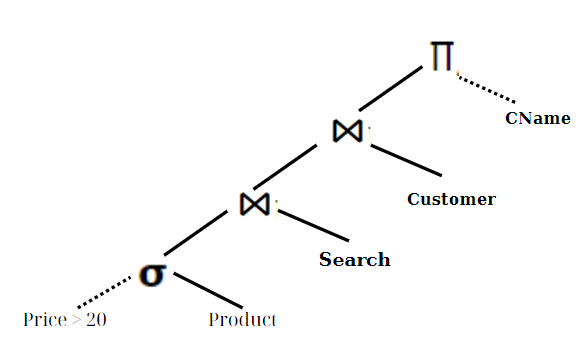 ∏
CName
⋈
Customer
⋈
Search
σ
Price > 20
Product